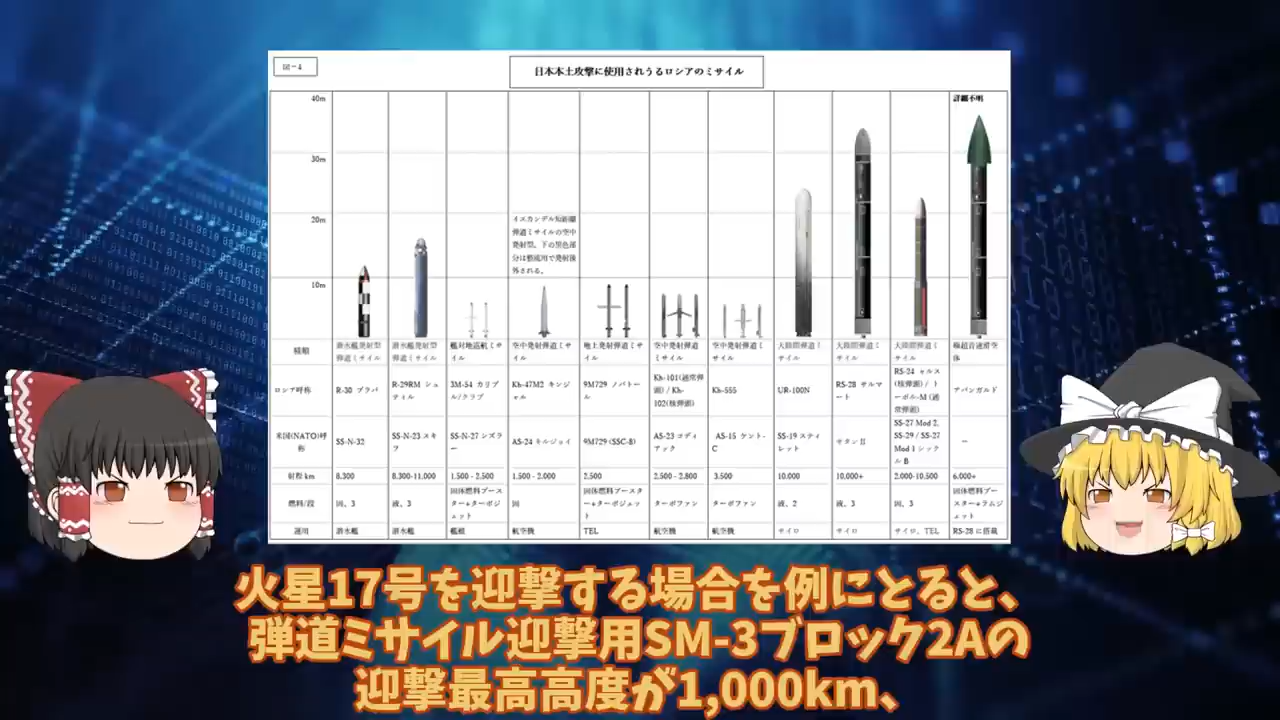 図-4
日本本土攻撃に使用されうるロシアのミサイル
40m
詳細不明
30m
20m
イスカンデル短距離
弾道ミサイルの空中
発射型。下の黒色部
分は整流用で発射後
外される。
10m
種類
潜水艦発射型
弾道ミサイル
潜水艦発射型
弾道ミサイル
艦対地巡航ミサ
イル
空中発射弾道ミ
サイル
地上発射弾道ミ
サイル
空中発射弾道
ミサイル
空中発射弾道ミ
サイル
大陸間弾道ミ
サイル
大陸間弾道ミ
サイル
大陸間弾道ミ
サイル
極超音速滑空
体
ロシア呼称
R-30 ブラバ
R-29RM シュ
ティル
3M-54 カリブ
ル/クラブ
Kh-47M2 キンジ
ャル
9M729 ノバトー
ル
Kh-101(通常弾
頭) / Kh-
102(核弾頭)
Kh-555
UR-100N
RS-28 サルマ
ート
RS-24 ヤルス
(核弾頭) / ト
ーポリ-M (通
常弾頭)
アバンガルド
米国(NATO)呼
称
SS-N-32
SS-N-23 スキ
フ
SS-N-27 シズラ
ー
AS-24 キルジョイ
9M729 (SSC-8)
AS-23 コディ
アック
AS-15 ケント-
C
SS-19 スティ
レット
サタン II
SS-27 Mod 2,
SS-29 / SS-27
Mod 1 シック
ル B
--
射程 km
8,300
8,300-11,000
1,500 - 2,500
1,500 - 2,000
2,500
2,500 - 2,800
3,500
10,000
10,000+
2,000-10,500
6,000+
燃料/段
固、3
液、3
固体燃料ブース
ター+ターボジ
ェット
固
固体燃料ブースタ
ー+ターボジェッ
ト
ターボファン
ターボファン
液、2
液、3
固、3
固体燃料ブー
スター+ラムジ
ェット
運用
潜水艦
潜水艦
艦艇
航空機
TEL
航空機
航空機
サイロ
サイロ
サイロ、TEL
RS-28 に搭載
火星17号を迎撃する場合を例にとると、
弾道ミサイル迎撃用SM-3ブロック2Aの
迎撃最高高度が1,000km、